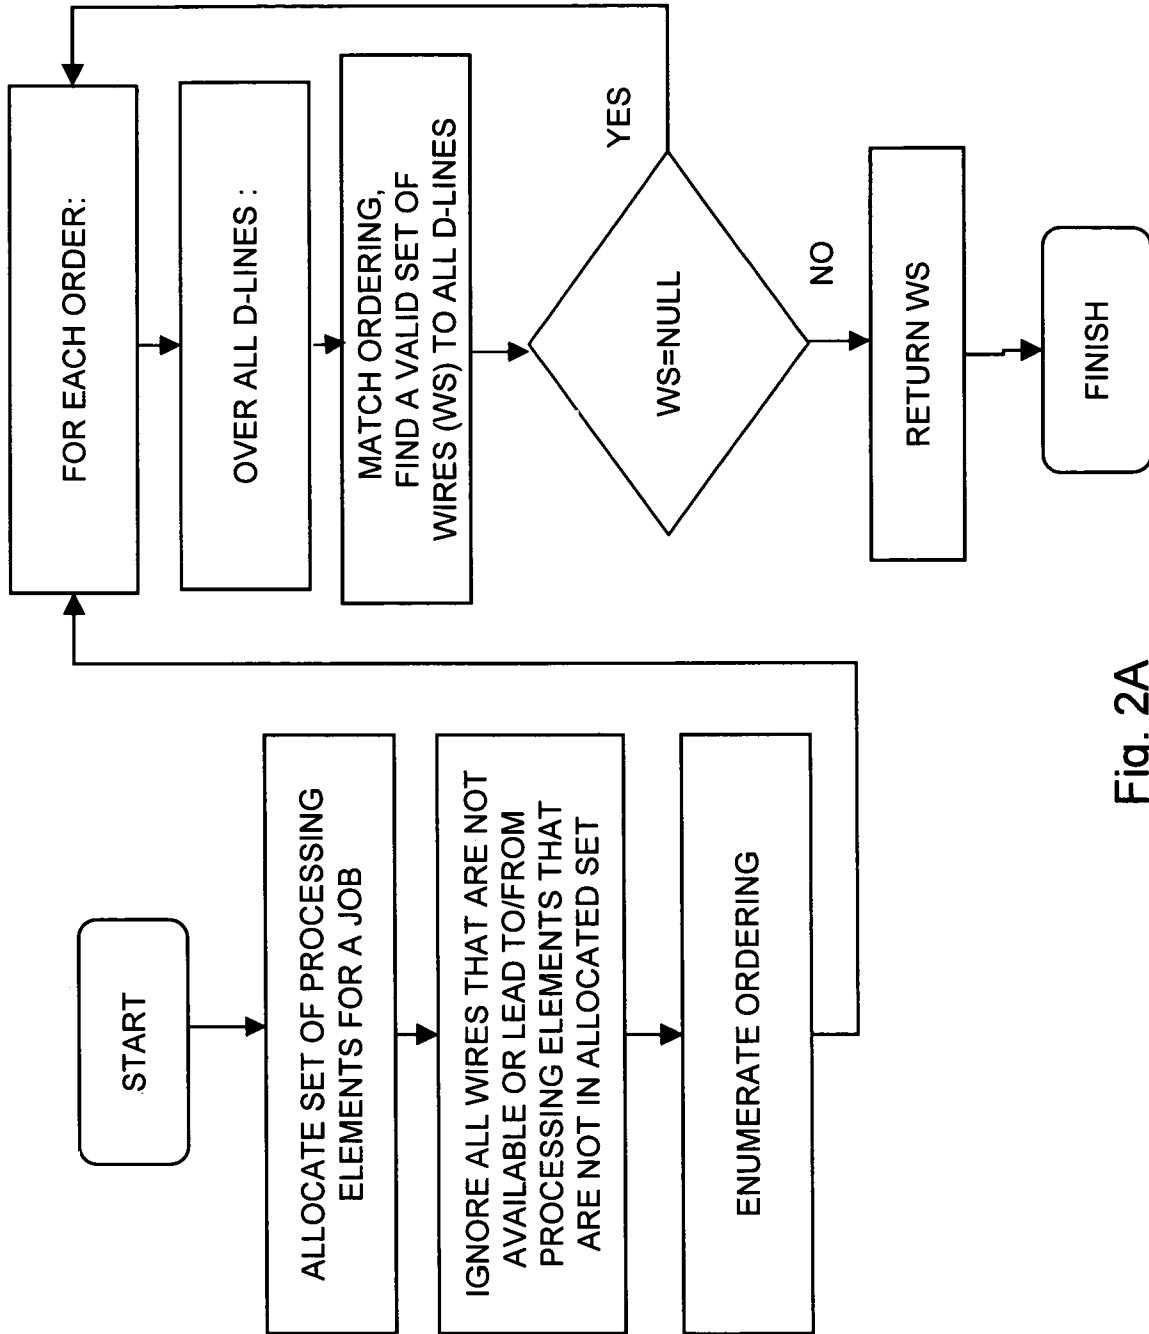 START
ALLOCATE SET OF PROCESSING
ELEMENTS FOR A JOB
IGNORE ALL WIRES THAT ARE NOT
AVAILABLE OR LEAD TO/FROM
PROCESSING ELEMENTS THAT
ARE NOT IN ALLOCATED SET
ENUMERATE ORDERING
FOR EACH ORDER:
OVER ALL D-LINES :
MATCH ORDERING,
FIND A VALID SET OF
WIRES (WS) TO ALL D-LINES
WS=NULL
YES
NO
RETURN WS
FINISH
Fig. 2A